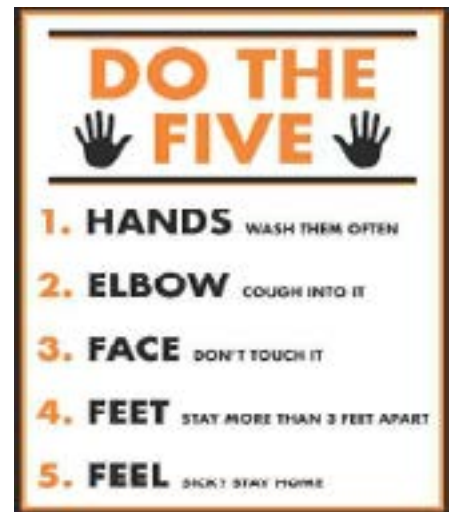 DO THE
FIVE
1. HANDS WASH THEM OFTEN
2. ELBOW COUGH INTO IT
3. FACE DON'T TOUCH IT
4. FEET STAY MORE THAN 3 FEET APART
5. FEEL SICK? STAY HOME